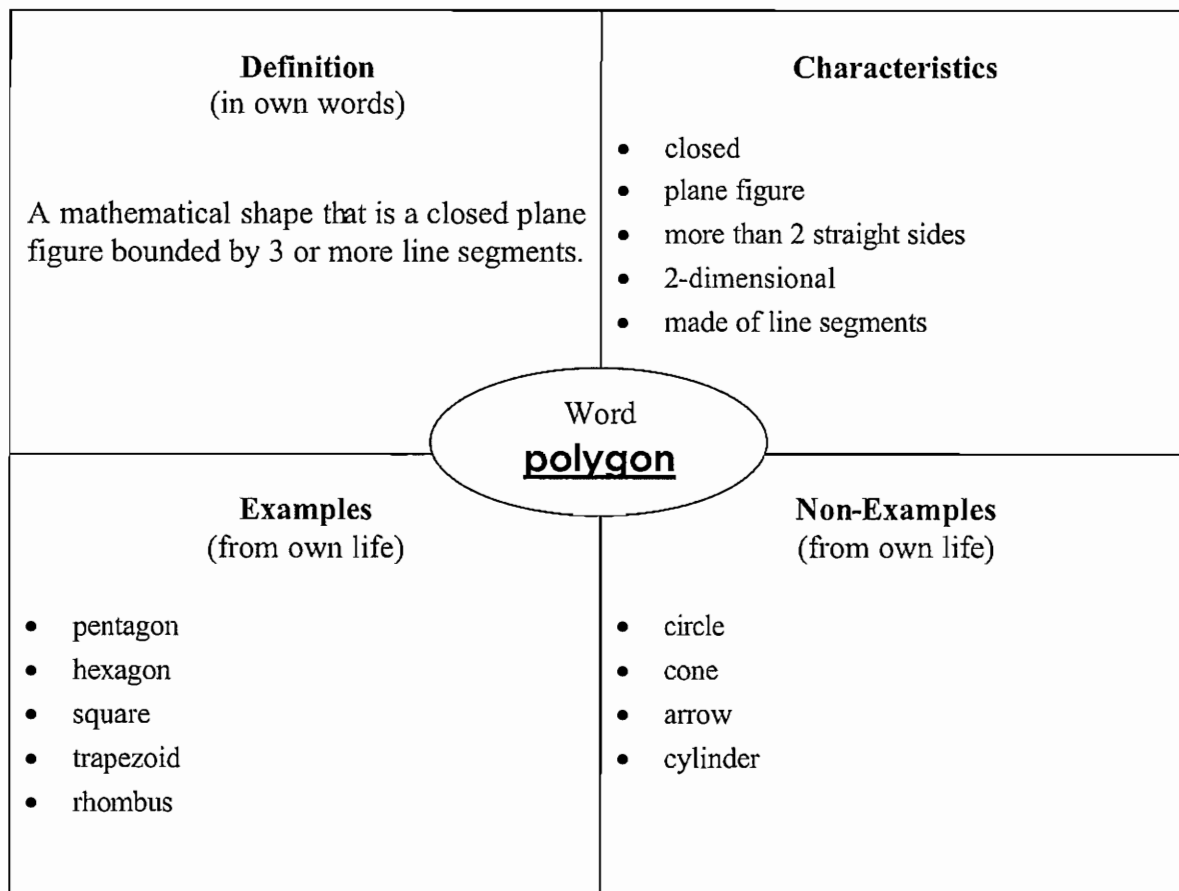 Definition
(in own words)
A mathematical shape that is a closed plane
figure bounded by 3 or more line segments.
Characteristics
• closed
• plane figure
• more than 2 straight sides
• 2-dimensional
• made of line segments
Word
polygon
Examples
(from own life)
• pentagon
• hexagon
• square
• trapezoid
• rhombus
Non-Examples
(from own life)
• circle
• cone
• arrow
• cylinder